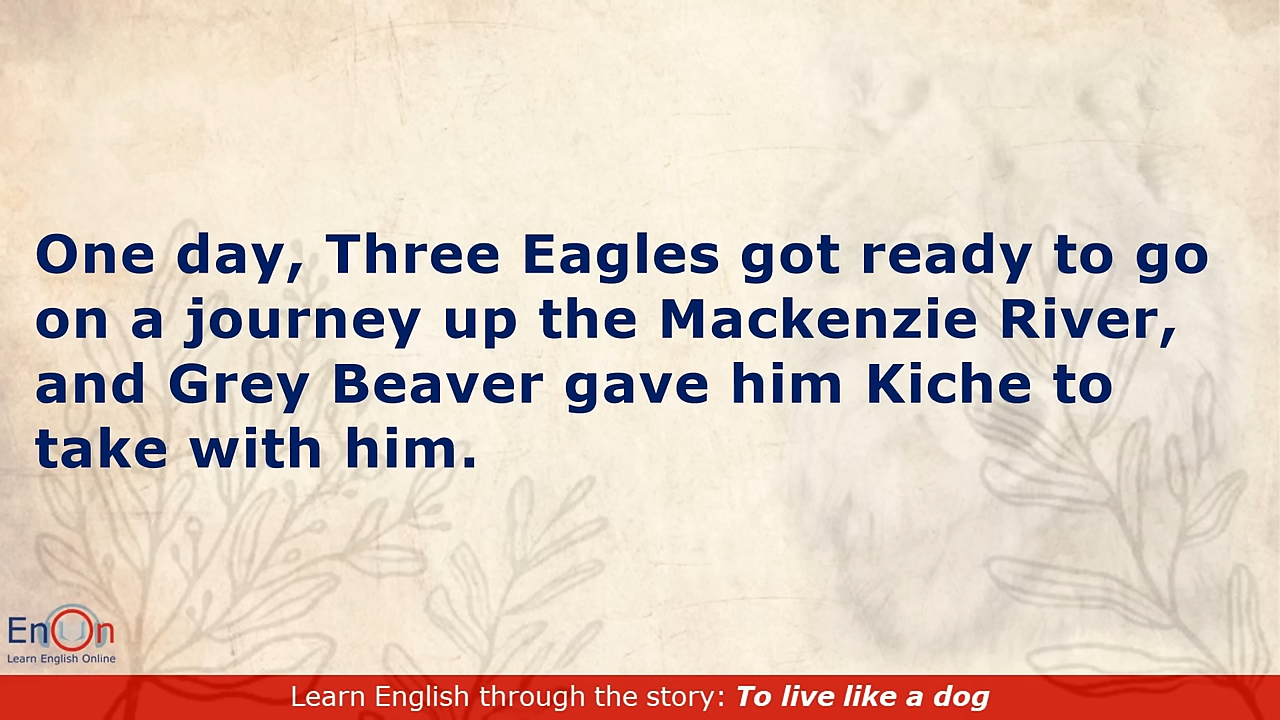 One day, Three Eagles got ready to go
on a journey up the Mackenzie River,
and Grey Beaver gave him Kiche to
take with him.
EnOn
Learn English Online
Learn English through the story: To live like a dog